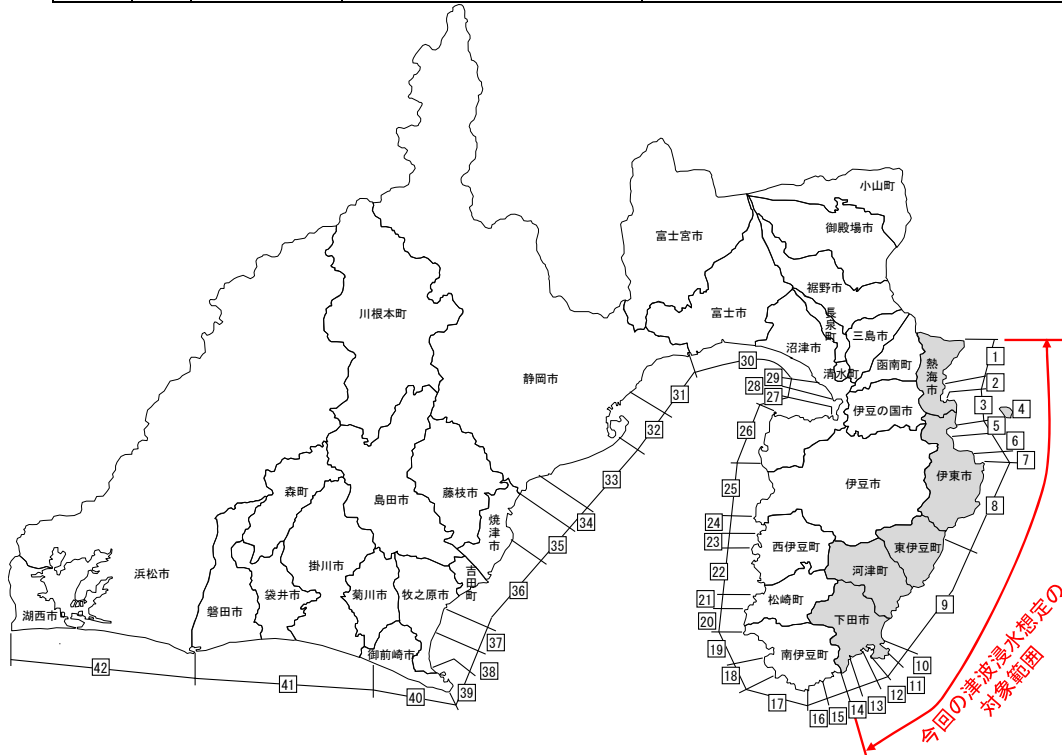 小山町
御殿場市
富士宮市
裾野市
長泉町
富士市
川根本町
三島市
沼津市
函南町
熱海市
清水町
静岡市
伊豆の国市
伊豆市
伊東市
森町
島田市
藤枝市
焼津市
西伊豆町
東伊豆町
河津町
浜松市
掛川市
吉田町
袋井市
菊川市
牧之原市
松崎町
湖西市
磐田市
下田市
御前崎市
南伊豆町
1
2
3
4
5
6
7
8
9
10
11
12
13
14
15
16
17
18
19
20
21
22
23
24
25
26
27
28
29
30
31
32
33
34
35
36
37
38
39
40
41
42
今回の津波浸水想定の
対象範囲